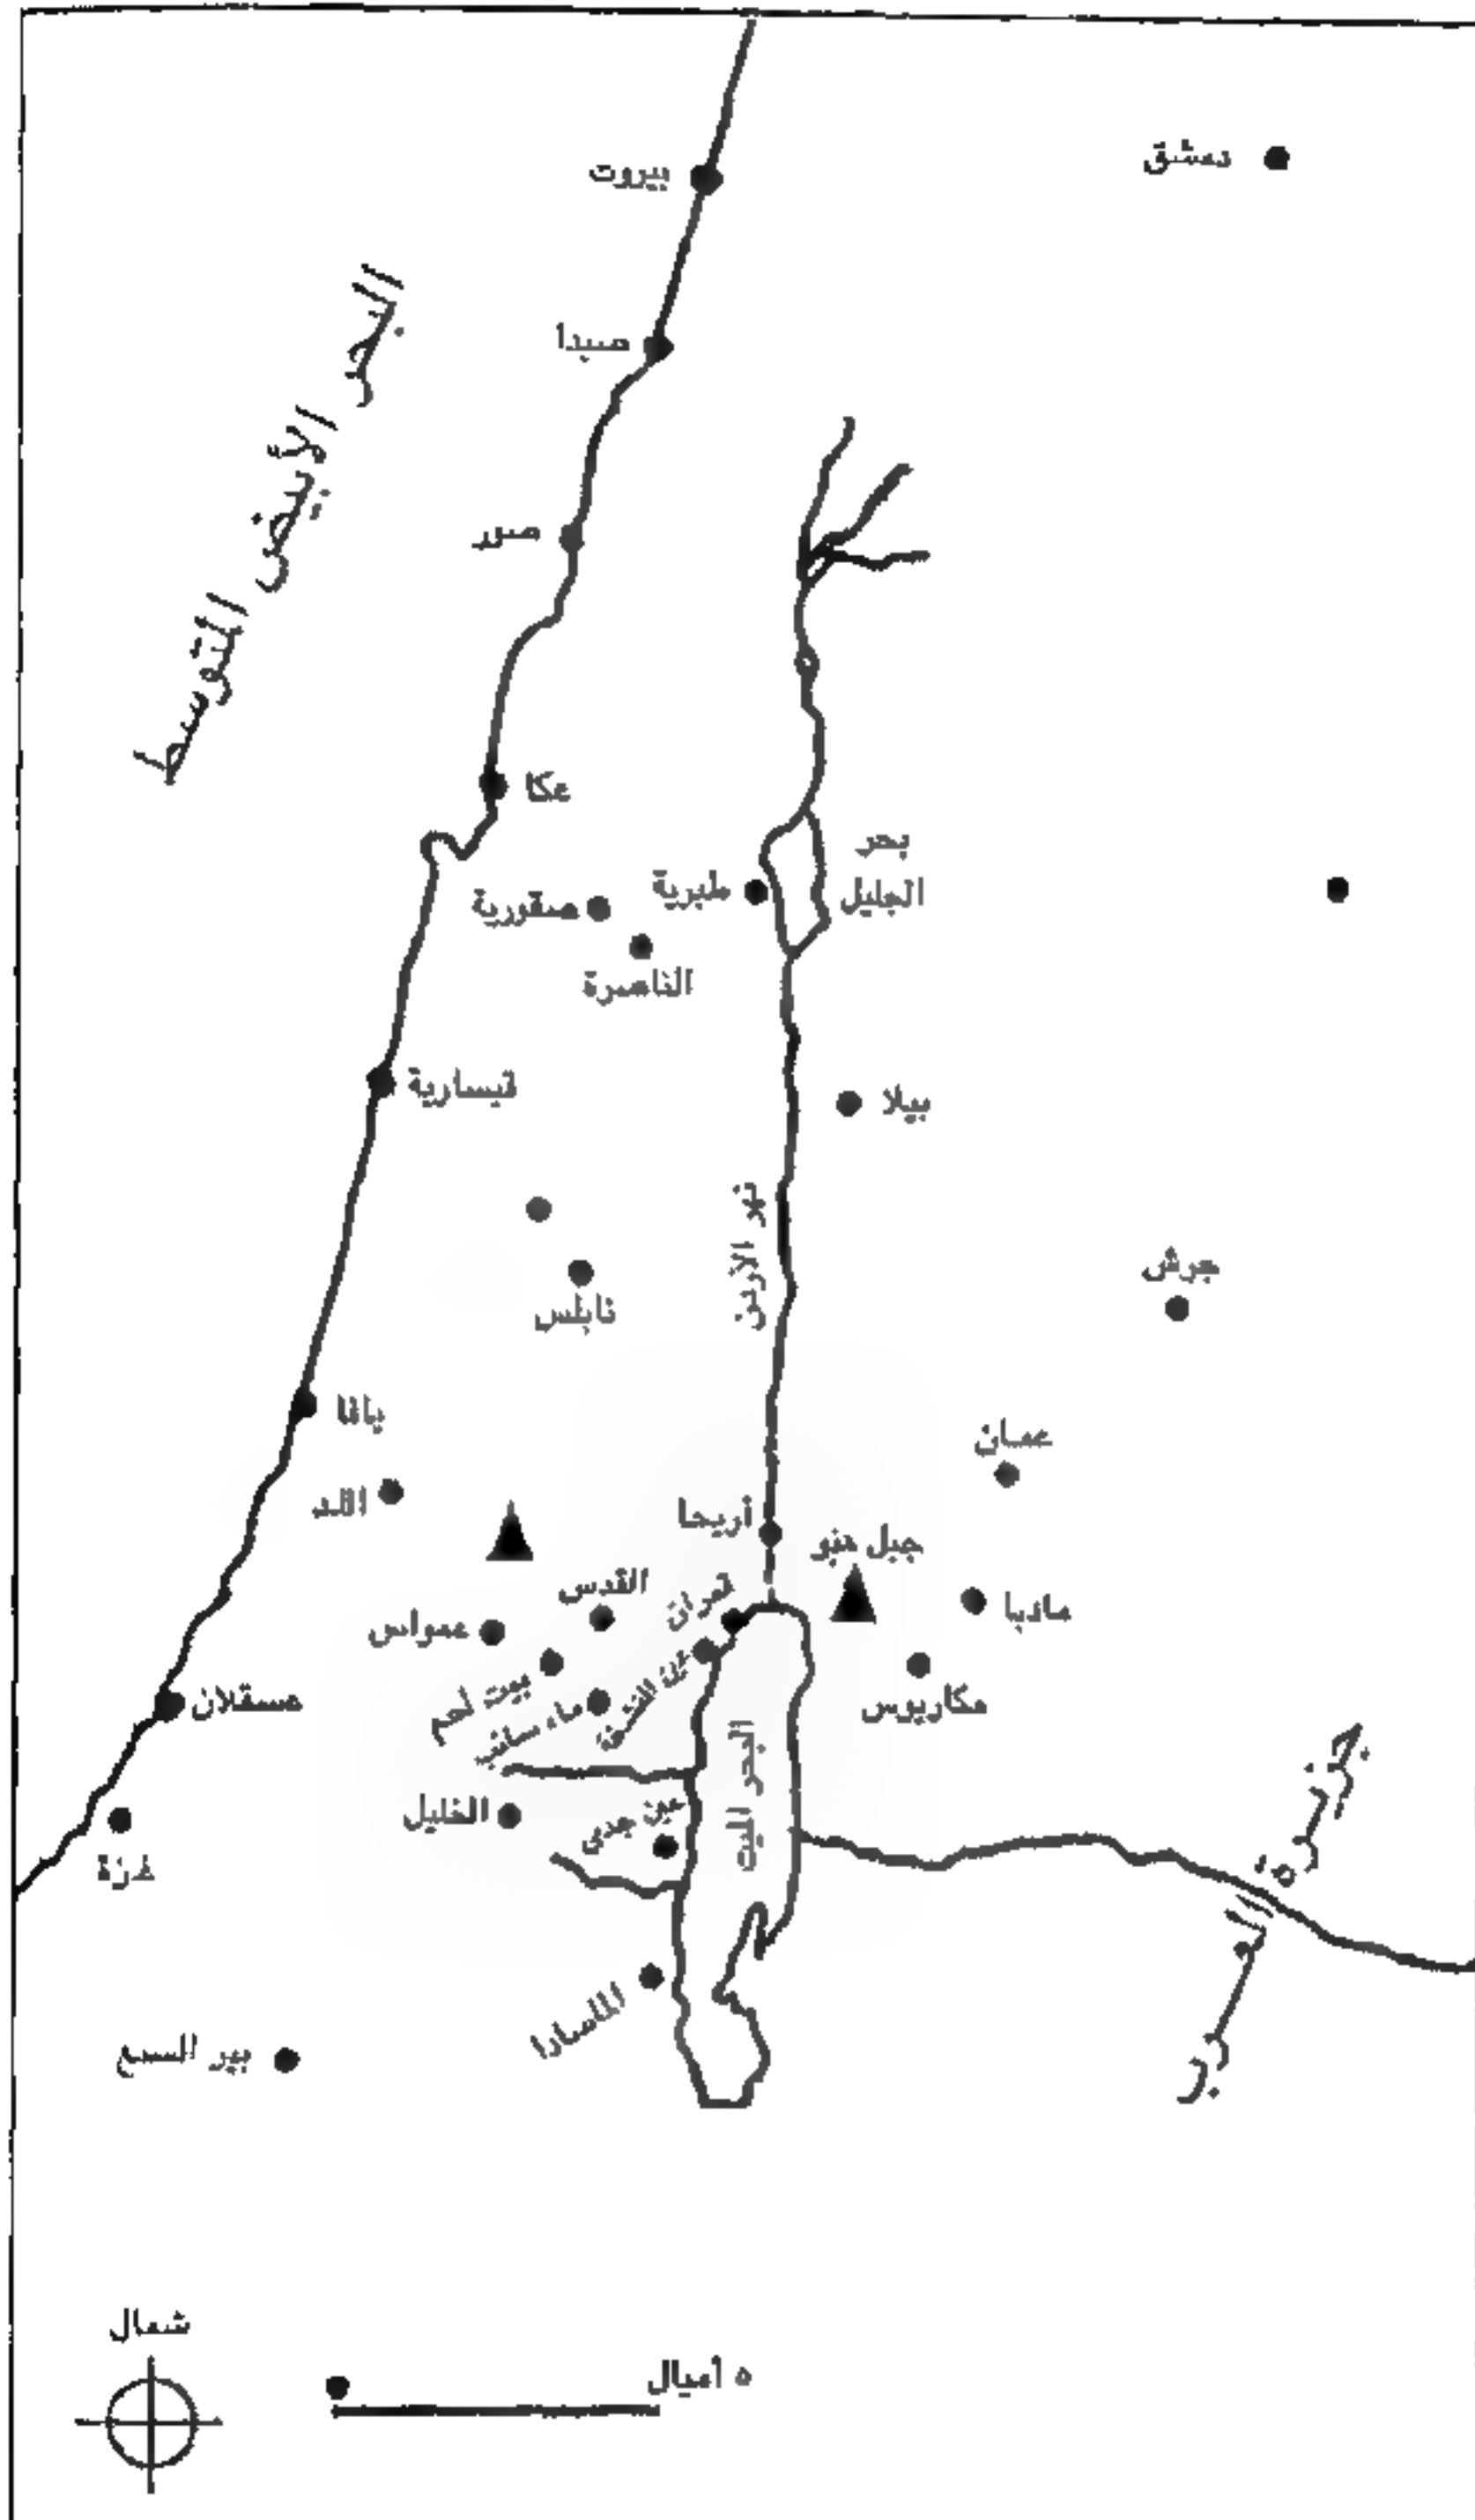 دمشق
بيروت
صيدا
البحر الأبيض المتوسط
صور
عكا
بحر
الجليل
طبرية
صفورية
الناصرة
قيسارية
بيلا
نهر الأردن
جرش
نابلس
يافا
عمان
اللد
أريحا
جبل نبو
القدس
قمران
مادبا
عمواس
بيت لحم
مكاريوس
عسقلان
البحر الميت
الخليل
عين جدي
غزة
بير السبع
شمال
٥ أميال